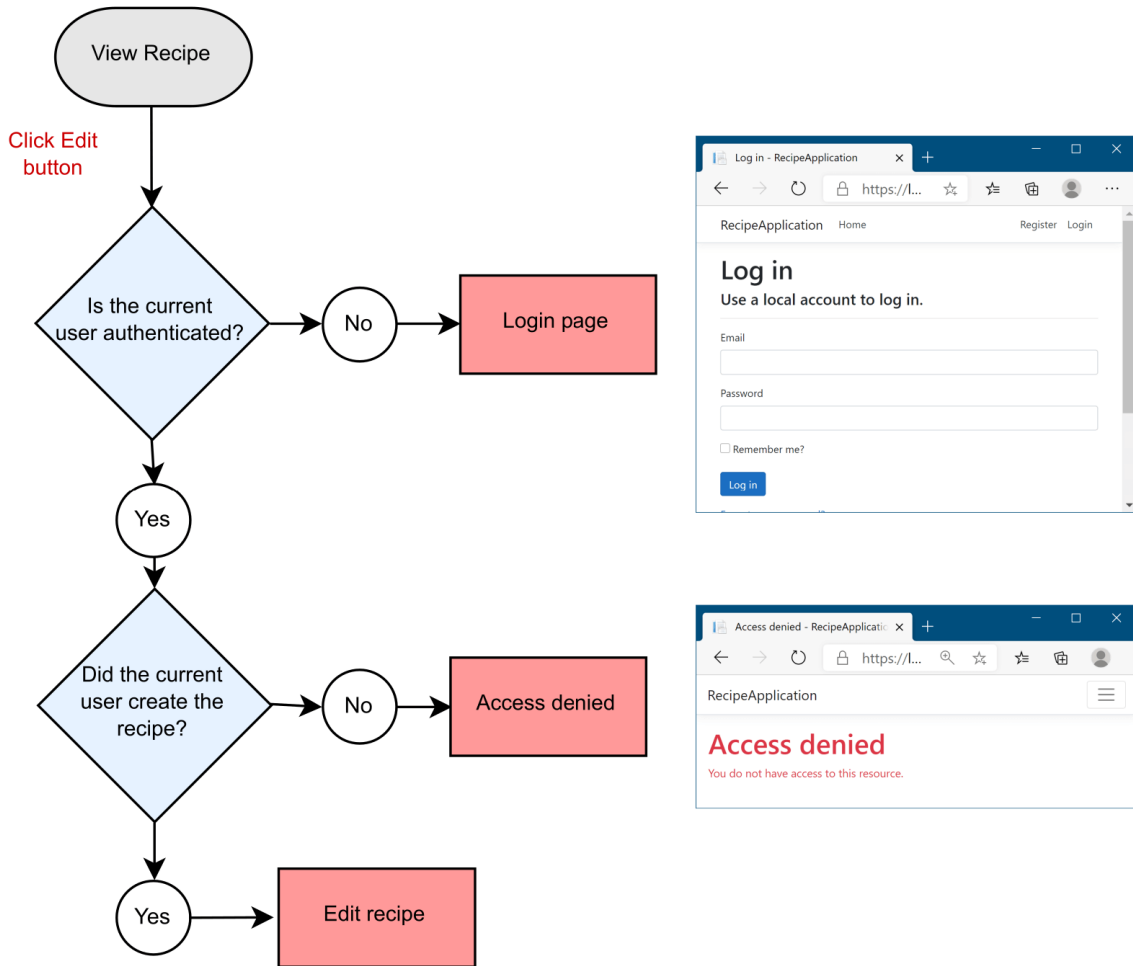 View Recipe
Click Edit
button
Is the current
user authenticated?
No
Login page
Yes
Did the current
user create the
recipe?
No
Access denied
Yes
Edit recipe
Log in - RecipeApplication
https://l...
RecipeApplication Home Register Login
Log in
Use a local account to log in.
Email
Password
Remember me?
Log in
Access denied - RecipeApplicatic
https://l...
RecipeApplication
Access denied
You do not have access to this resource.